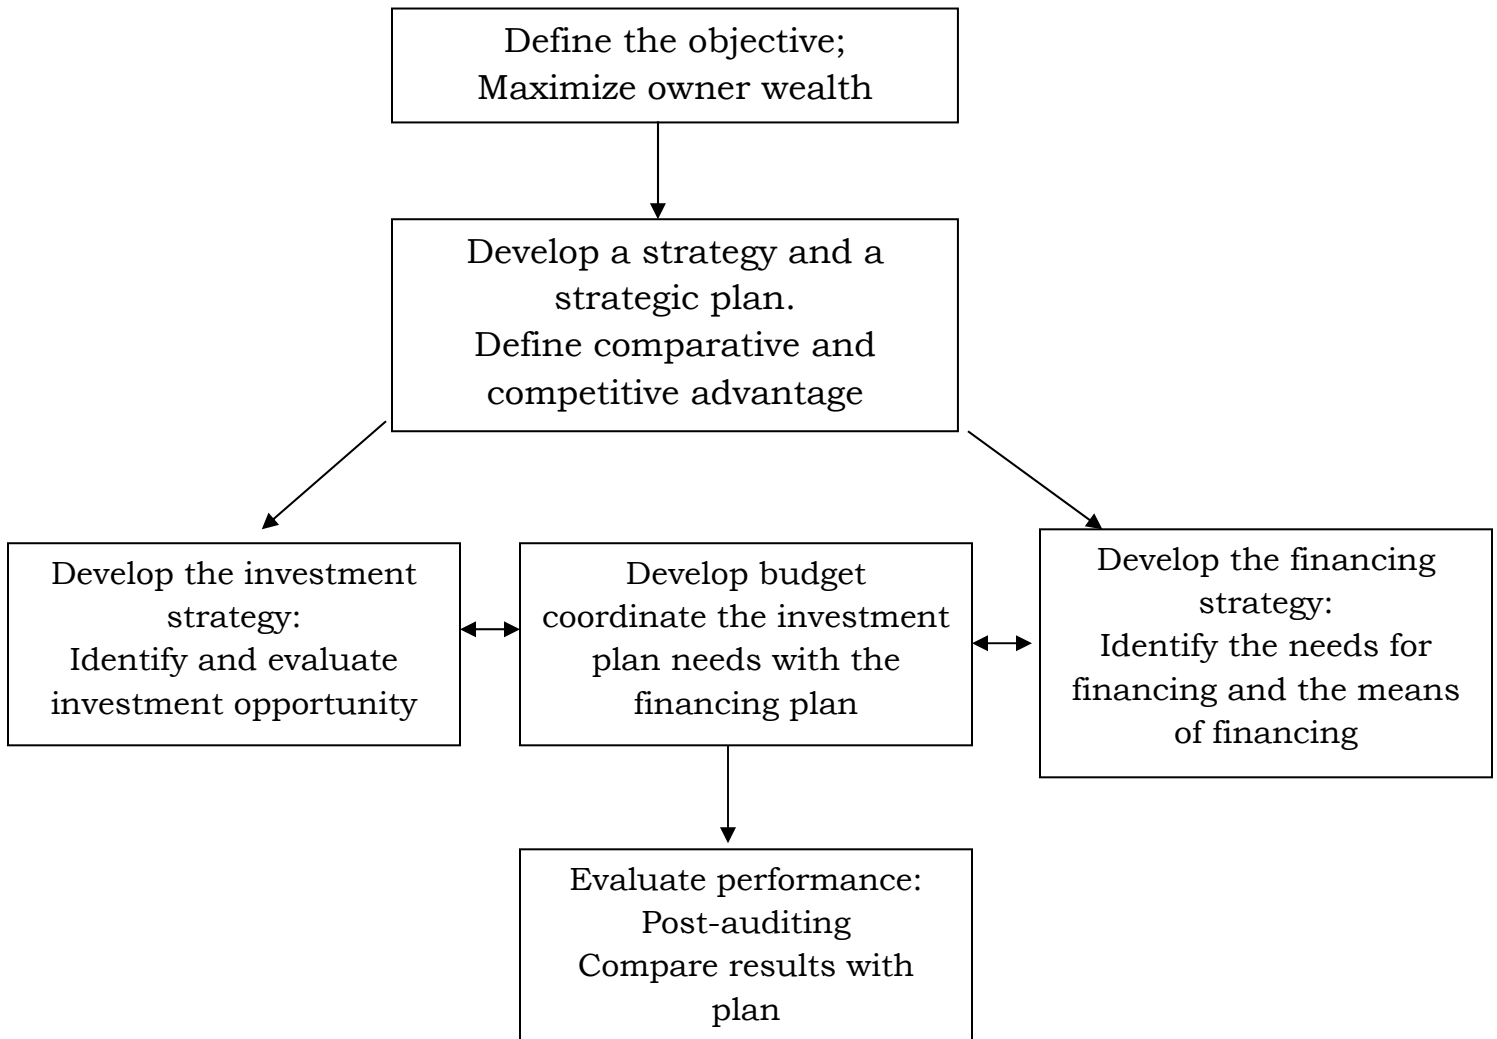 Define the objective;
Maximize owner wealth
Develop a strategy and a
strategic plan.
Define comparative and
competitive advantage
Develop the investment
strategy:
Identify and evaluate
investment opportunity
Develop budget
coordinate the investment
plan needs with the
financing plan
Develop the financing
strategy:
Identify the needs for
financing and the means
of financing
Evaluate performance:
Post-auditing
Compare results with
plan